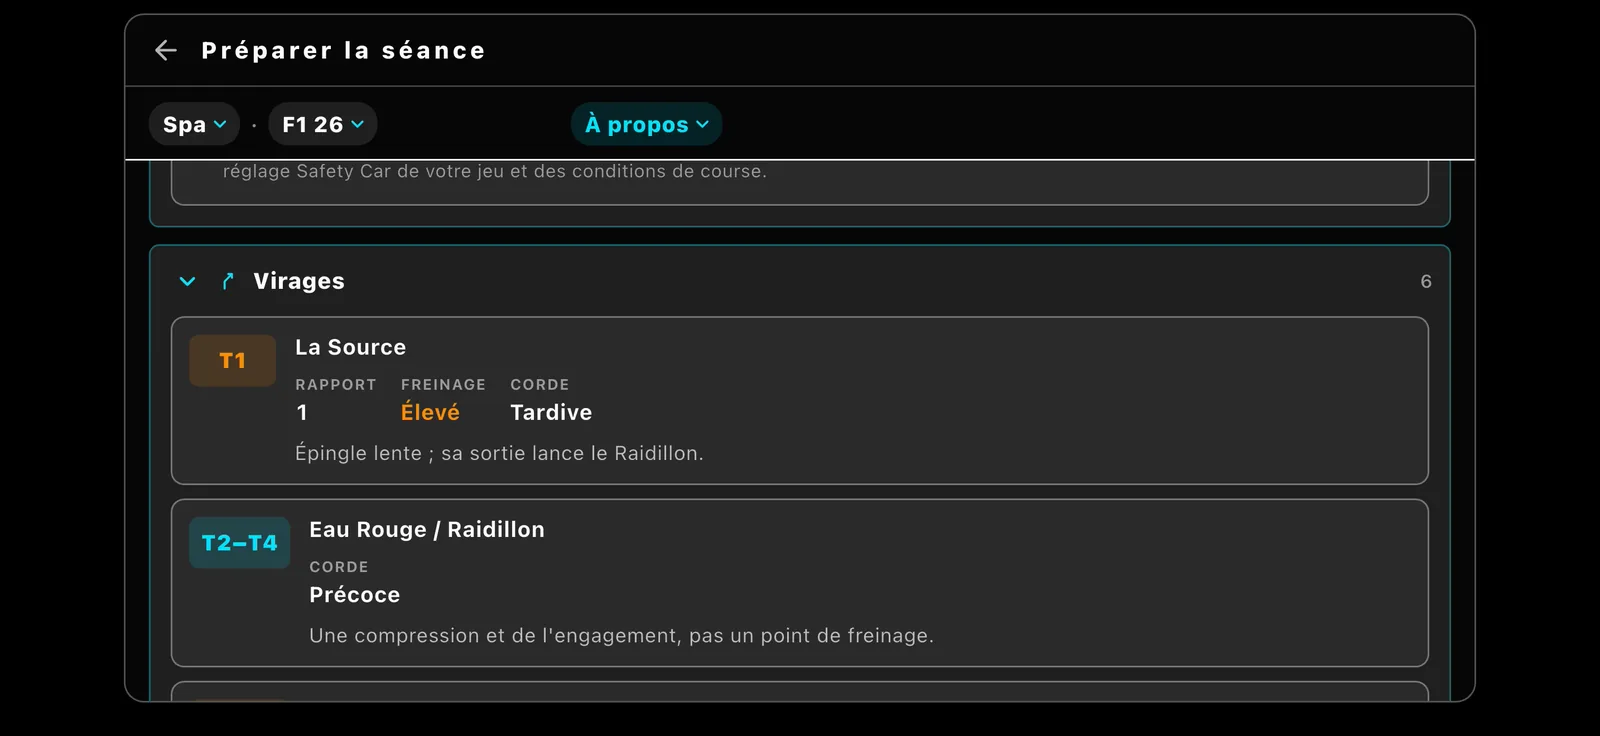 Préparer la séance
Spa · F1 26 À propos
réglage Safety Car de votre jeu et des conditions de course.
Virages 6
T1 La Source
RAPPORT FREINAGE CORDE
1 Élevé Tardive
Épingle lente ; sa sortie lance le Raidillon.
T2–T4 Eau Rouge / Raidillon
CORDE
Précoce
Une compression et de l'engagement, pas un point de freinage.